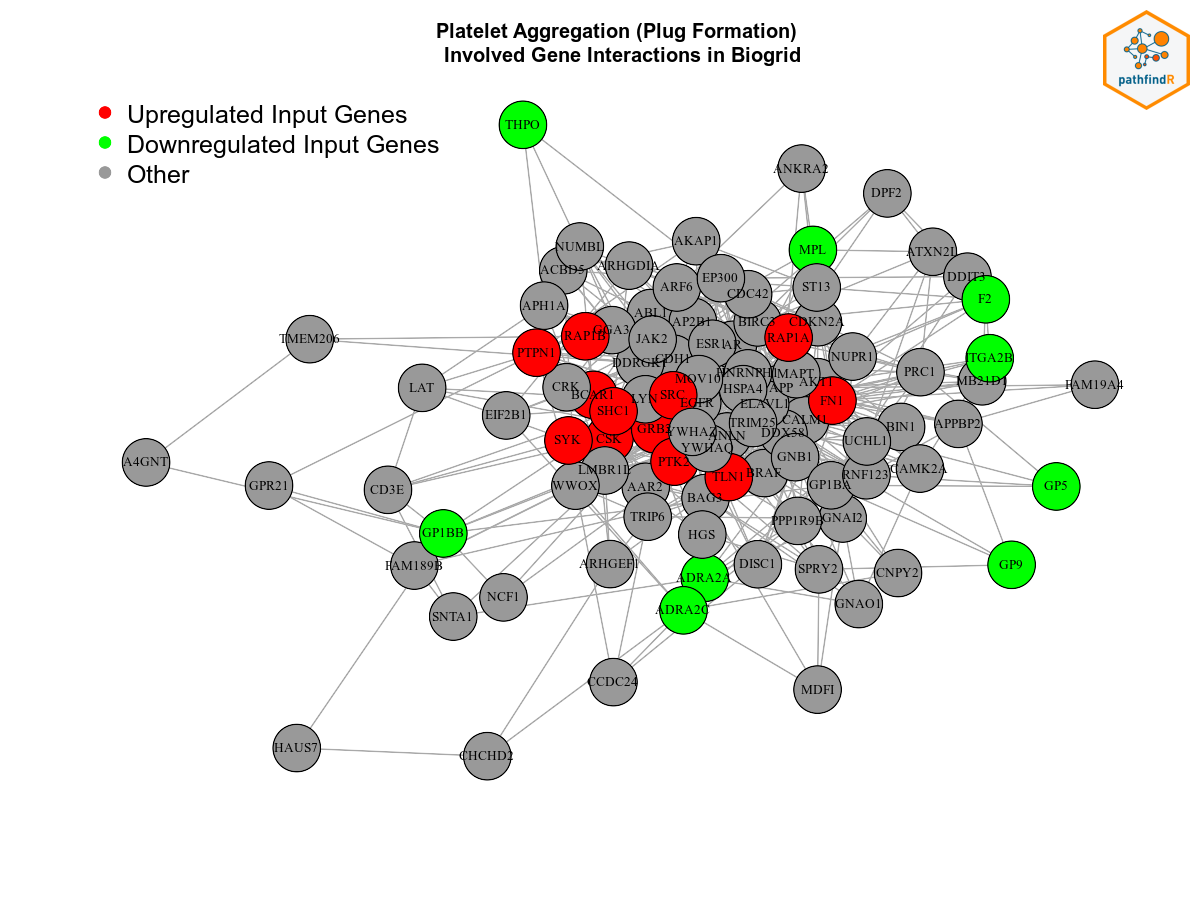 Platelet Aggregation (Plug Formation)
Involved Gene Interactions in Biogrid
pathfindR
Upregulated Input Genes
Downregulated Input Genes
Other
THPO
ANKRA2
DPF2
NUMBL
AKAP1
MPL
ATXN2L
ACBD5
ARHGDIA
EP300
DDIT3
ARF6
CDC42
ST13
F2
APH1A
ABL1
AP2B1
BIRC3
CDKN2A
TMEM206
RAP1B
GGA3
JAK2
ESR1
AR
RAP1A
PTPN1
DDRGK1
CDH1
NUPR1
ITGA2B
LAT
CRK
BCAR1
LYN
SRC
MOV10
HNRNPH1
HSPA4
MAPT
APP
AKT1
PRC1
MB21D1
FAM19A4
EIF2B1
SHC1
EGFR
ELAVL1
FN1
SYK
CSK
GRB2
YWHAZ
ANLN
TRIM25
DDX58
CALM1
UCHL1
BIN1
APPBP2
A4GNT
YWHAQ
PTK2
GNB1
GPR21
CD3E
LMBR1L
WWOX
AAR2
TLN1
BRAF
GP1BA
RNF123
CAMK2A
GP5
BAG3
TRIP6
PPP1R9B
GNAI2
GP1BB
HGS
FAM189B
ARHGEF1
ADRA2A
DISC1
SPRY2
CNPY2
GP9
NCF1
SNTA1
ADRA2C
GNAO1
CCDC24
MDFI
HAUS7
CHCHD2